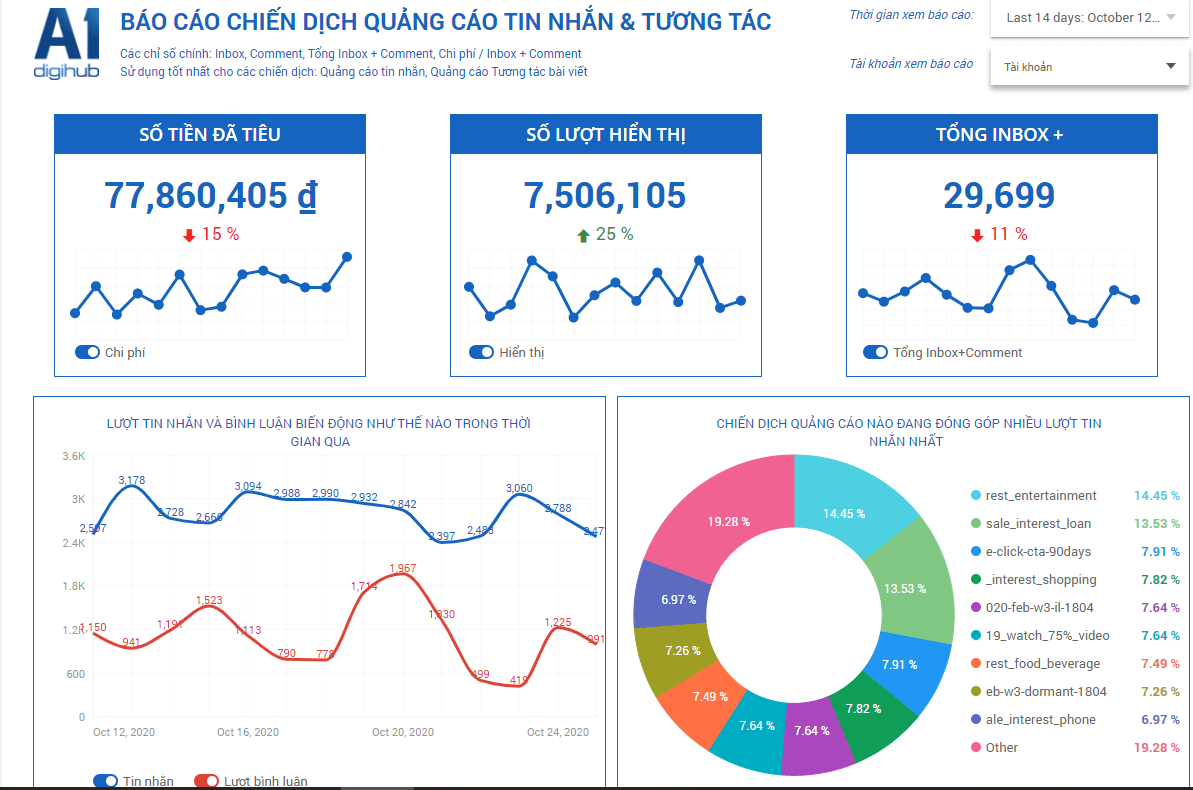 A1
digihub
BÁO CÁO CHIẾN DỊCH QUẢNG CÁO TIN NHẮN & TƯƠNG TÁC
Các chỉ số chính: Inbox, Comment, Tổng Inbox + Comment, Chi phí / Inbox + Comment
Sử dụng tốt nhất cho các chiến dịch: Quảng cáo tin nhắn, Quảng cáo Tương tác bài viết
Thời gian xem báo cáo:
Last 14 days: October 12...
Tài khoản xem báo cáo
Tài khoản
SỐ TIỀN ĐÃ TIÊU
77,860,405 ₫
15 %
Chi phí
SỐ LƯỢT HIỂN THỊ
7,506,105
25 %
Hiển thị
TỔNG INBOX +
29,699
11 %
Tổng Inbox+Comment
LƯỢT TIN NHẮN VÀ BÌNH LUẬN BIẾN ĐỘNG NHƯ THẾ NÀO TRONG THỜI
GIAN QUA
3.6K
3K
2.4K
1.8K
1.2K
600
0
3,178
2,728
3,094
2,988
2,990
2,932
2,842
2,397
3,060
2,788
1,150
941
1,523
1,113
790
778
1,714
1,967
1,330
499
419
1,225
991
Oct 12, 2020
Oct 16, 2020
Oct 20, 2020
Oct 24, 2020
Tin nhắn
Lượt bình luận
CHIẾN DỊCH QUẢNG CÁO NÀO ĐANG ĐÓNG GÓP NHIỀU LƯỢT TIN
NHẮN NHẤT
14.45 %
13.53 %
7.91 %
7.82 %
7.64 %
7.64 %
7.49 %
7.26 %
6.97 %
19.28 %
rest_entertainment 14.45 %
sale_interest_loan 13.53 %
e-click-cta-90days 7.91 %
_interest_shopping 7.82 %
020-feb-w3-il-1804 7.64 %
19_watch_75%_video 7.64 %
rest_food_beverage 7.49 %
eb-w3-dormant-1804 7.26 %
ale_interest_phone 6.97 %
Other 19.28 %